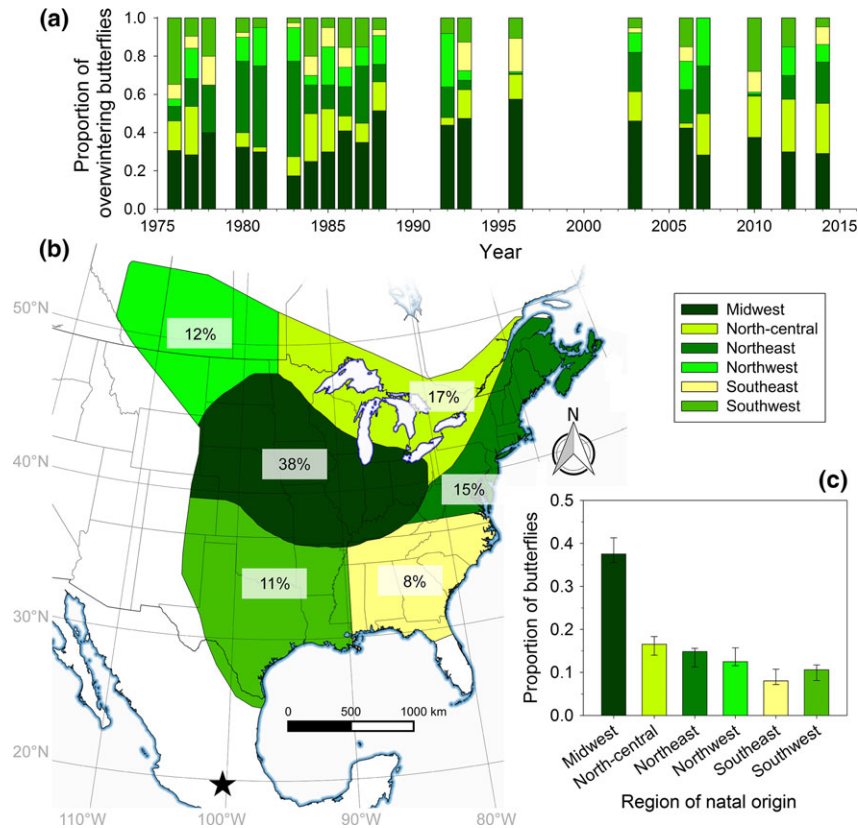 (a)
Proportion of
overwintering butterflies
1.0
0.8
0.6
0.4
0.2
0.0
1975 1980 1985 1990 1995 2000 2005 2010 2015
Year
(b)
50°N
40°N
30°N
20°N
110°W 100°W 90°W 80°W
12%
17%
38%
15%
11%
8%
N
0 500 1000 km
Midwest
North-central
Northeast
Northwest
Southeast
Southwest
(c)
Proportion of butterflies
0.5
0.4
0.3
0.2
0.1
0.0
Midwest
North-central
Northeast
Northwest
Southeast
Southwest
Region of natal origin